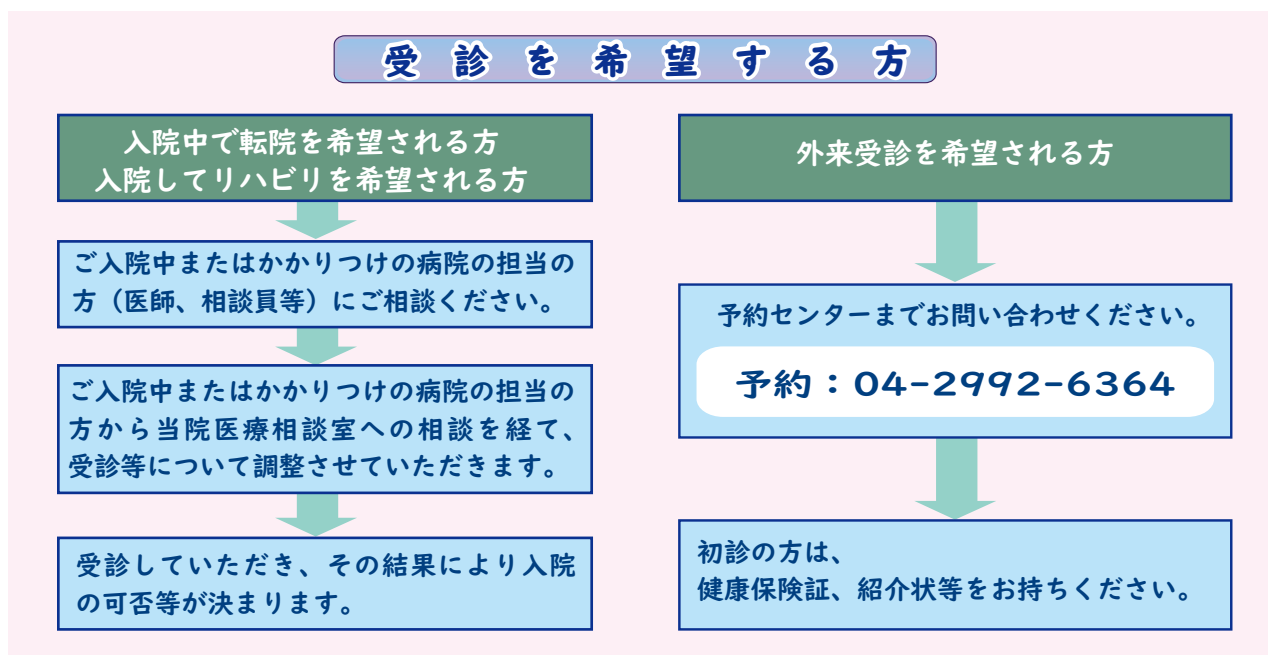 受診を希望する方
入院中で転院を希望される方
入院してリハビリを希望される方
ご入院中またはかかりつけの病院の担当の
方（医師、相談員等）にご相談ください。
ご入院中またはかかりつけの病院の担当の
方から当院医療相談室への相談を経て、
受診等について調整させていただきます。
受診していただき、その結果により入院
の可否等が決まります。
外来受診を希望される方
予約センターまでお問い合わせください。
予約：04-2992-6364
初診の方は、
健康保険証、紹介状等をお持ちください。